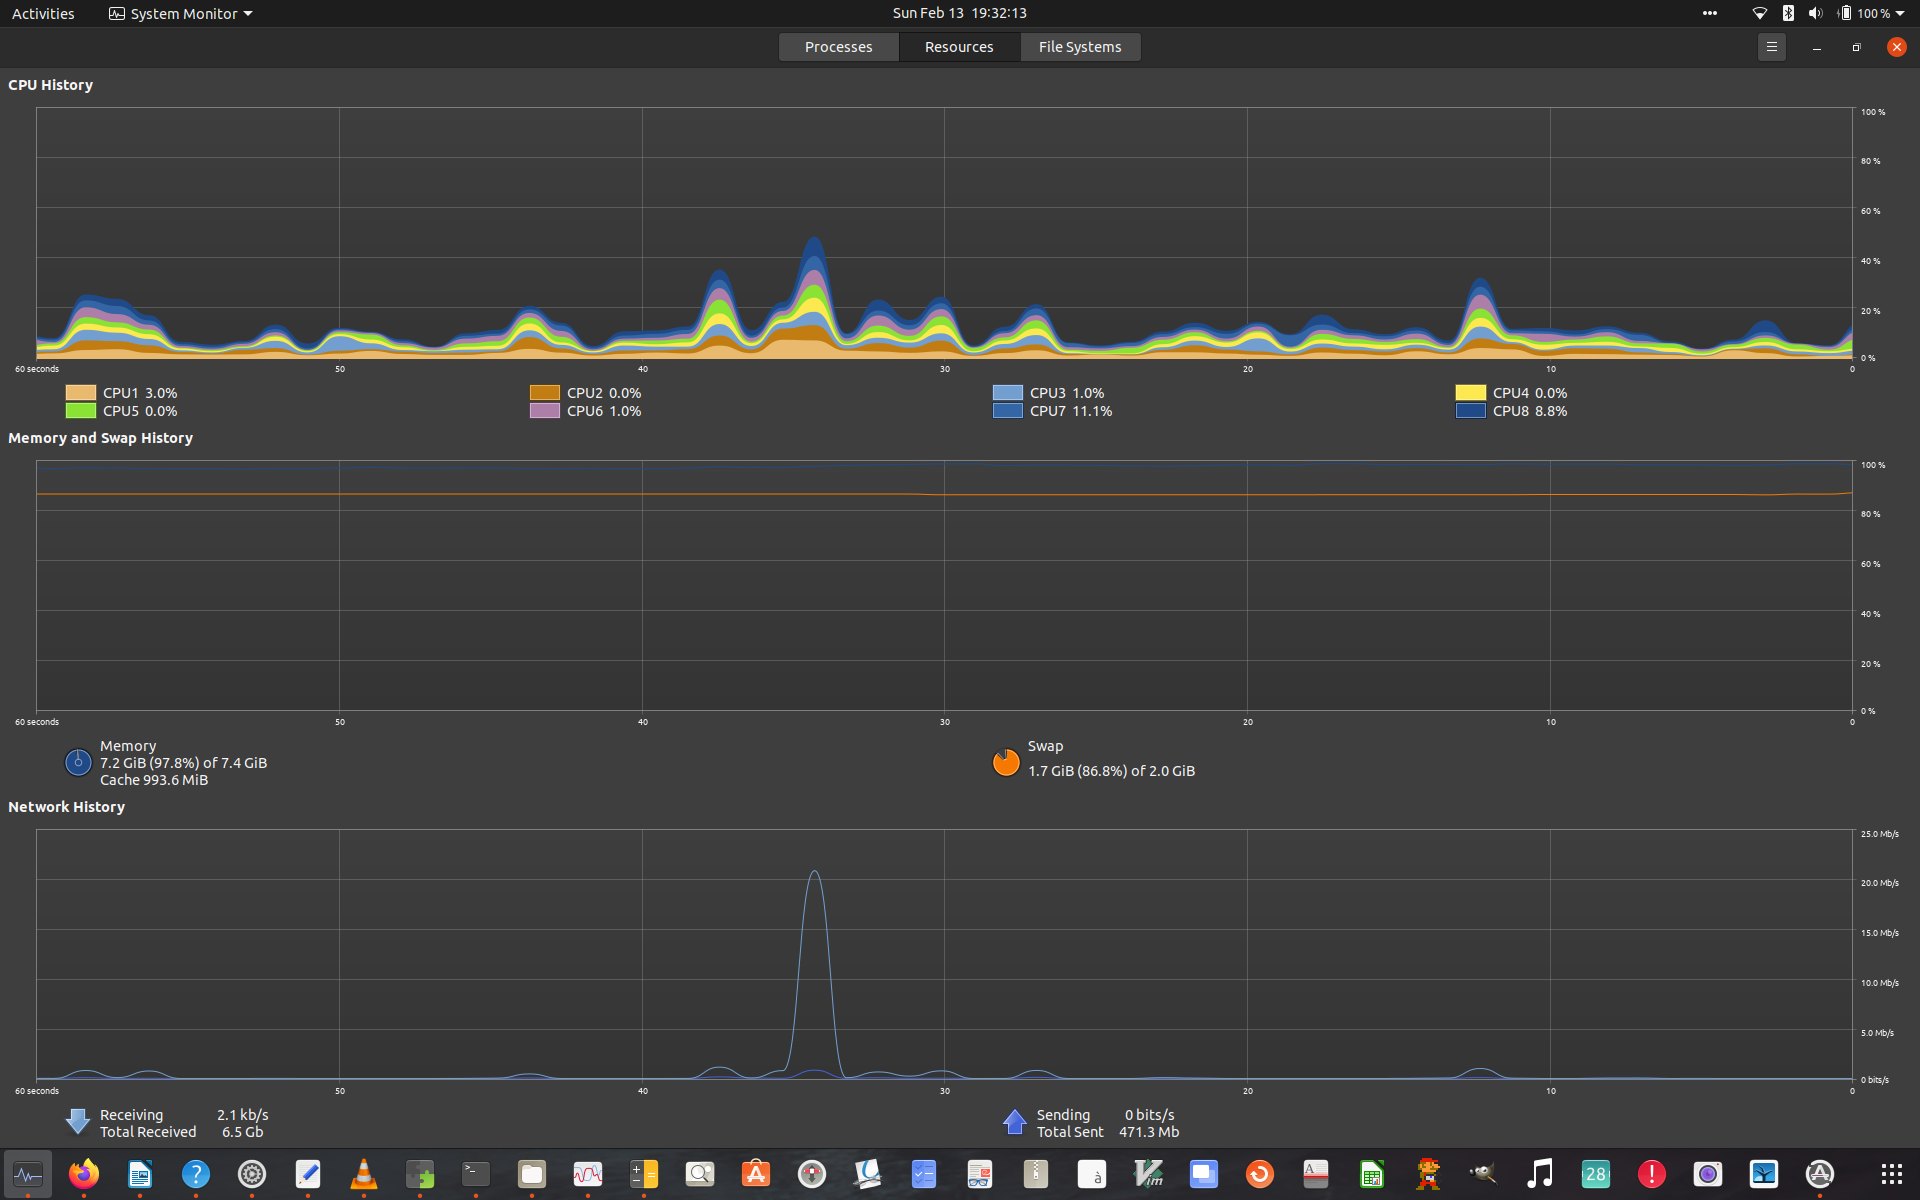 Activities System Monitor Sun Feb 13 19:32:13 100 %
Processes Resources File Systems
CPU History
100 %
80 %
60 %
40 %
20 %
0 %
60 seconds 50 40 30 20 10 0
CPU1 3.0% CPU2 0.0% CPU3 1.0% CPU4 0.0%
CPU5 0.0% CPU6 1.0% CPU7 11.1% CPU8 8.8%
Memory and Swap History
100 %
80 %
60 %
40 %
20 %
0 %
60 seconds 50 40 30 20 10 0
Memory
7.2 GiB (97.8%) of 7.4 GiB
Cache 993.6 MiB
Swap
1.7 GiB (86.8%) of 2.0 GiB
Network History
25.0 Mb/s
20.0 Mb/s
15.0 Mb/s
10.0 Mb/s
5.0 Mb/s
0 bits/s
60 seconds 50 40 30 20 10 0
Receiving 2.1 kb/s Sending 0 bits/s
Total Received 6.5 Gb Total Sent 471.3 Mb
? >_ à Vim A 28 !